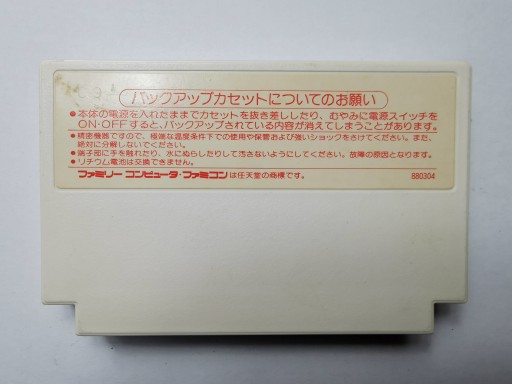 バックアップカセットについてのお願い
●本体の電源を入れたままでカセットを抜き差ししたり、むやみに電源スイッチを
ON・OFFすると、バックアップされている内容が消えてしまうことがあります。
●精密機器ですので、極端な温度条件下での使用や保管および強いショックをさけてください。また、
絶対に分解しないでください。
●端子部に手を触れたり、水にぬらしたりして汚さないようにしてください。故障の原因となります。
●リチウム電池は交換できません。
ファミリー コンピュータ・ファミコンは任天堂の商標です。
880304